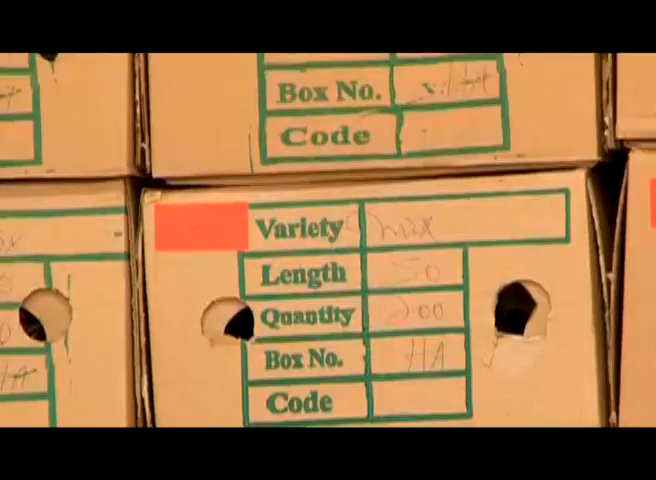 Box No.
Code
Variety mix
Length 50
Quantity 200
Box No. HA
Code